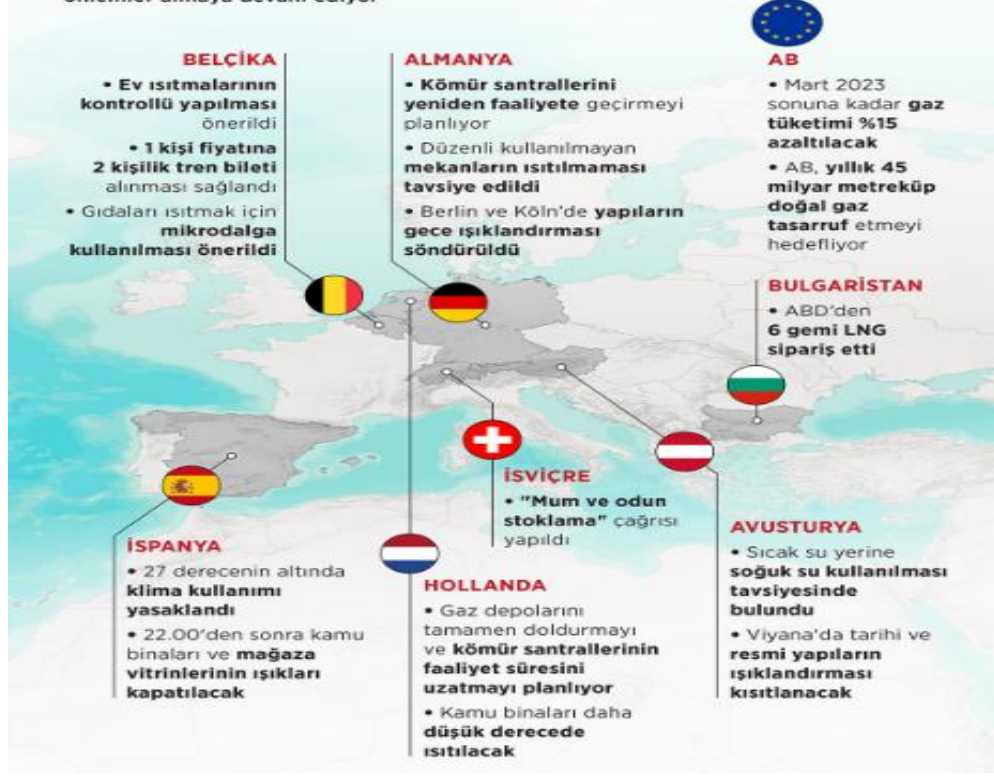 önlemler almaya devam ediyor
BELÇİKA
• Ev ısıtmalarının
kontrollü yapılması
önerildi
• 1 kişi fiyatına
2 kişilik tren bileti
alınması sağlandı
• Gıdaları ısıtmak için
mikrodalga
kullanılması önerildi
ALMANYA
• Kömür santrallerini
yeniden faaliyete geçirmeyi
planlıyor
• Düzenli kullanılmayan
mekanların ısıtılmaması
tavsiye edildi
• Berlin ve Köln'de yapıların
gece ışıklandırması
söndürüldü
AB
• Mart 2023
sonuna kadar gaz
tüketimi %15
azaltılacak
• AB, yıllık 45
milyar metreküp
doğal gaz
tasarruf etmeyi
hedefliyor
BULGARİSTAN
• ABD'den
6 gemi LNG
sipariş etti
İSVİÇRE
• "Mum ve odun
stoklama" çağrısı
yapıldı
İSPANYA
• 27 derecenin altında
klima kullanımı
yasaklandı
• 22.00'den sonra kamu
binaları ve mağaza
vitrinlerinin ışıkları
kapatılacak
HOLLANDA
• Gaz depolarını
tamamen doldurmayı
ve kömür santrallerinin
faaliyet süresini
uzatmayı planlıyor
• Kamu binaları daha
düşük derecede
ısıtılacak
AVUSTURYA
• Sıcak su yerine
soğuk su kullanılması
tavsiyesinde
bulundu
• Viyana'da tarihi ve
resmi yapıların
ışıklandırması
kısıtlanacak